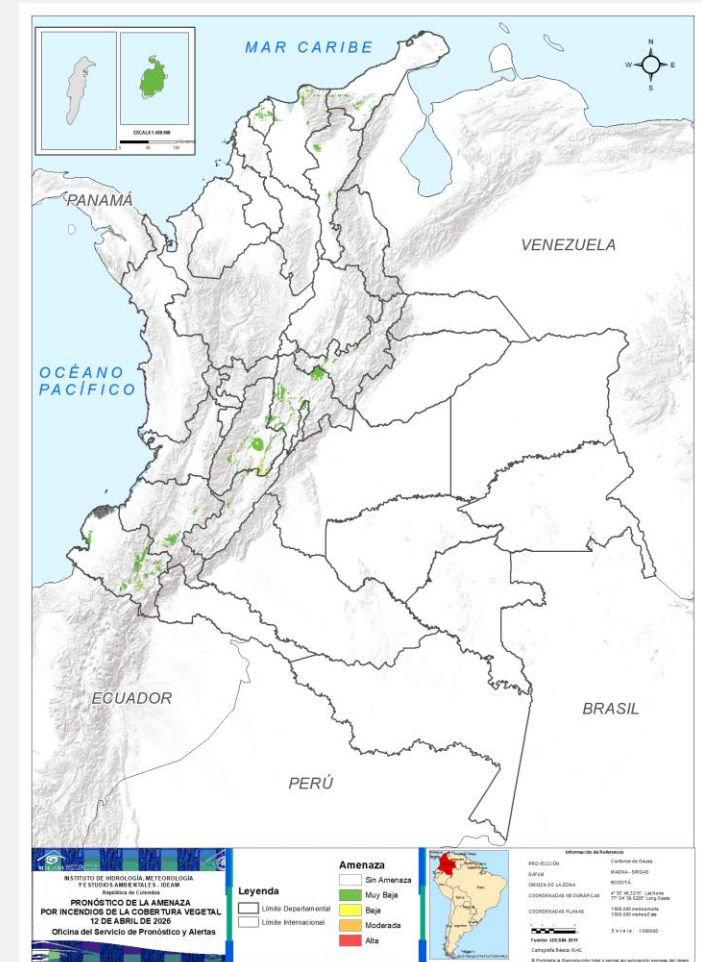 MAR CARIBE
N
W
E
S
ESCALA 1:400.000
PANAMÁ
VENEZUELA
OCÉANO
PACÍFICO
ECUADOR
BRASIL
PERÚ
IDEAM
INSTITUTO DE HIDROLOGÍA, METEOROLOGÍA
Y ESTUDIOS AMBIENTALES - IDEAM
República de Colombia
PRONÓSTICO DE LA AMENAZA
POR INCENDIOS DE LA COBERTURA VEGETAL
12 DE ABRIL DE 2026
Oficina del Servicio de Pronóstico y Alertas
Leyenda
Límite Departamental
Límite Internacional
Amenaza
Sin Amenaza
Muy Baja
Baja
Moderada
Alta
Información de Referencia
PROYECCIÓN Conforme de Gauss
DATUM MAGNA - SIRGAS
ORIGEN DE LA ZONA BOGOTÁ
COORDENADAS GEOGRÁFICAS
COORDENADAS PLANAS
Fuente: IDEAM, 2019
Cartografía Básica: IGAC